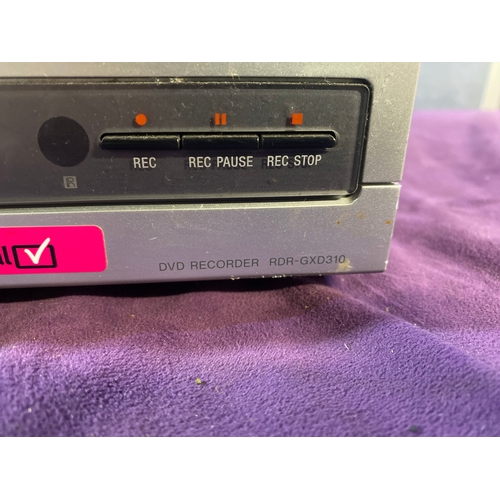 REC REC PAUSE REC STOP
R
DVD RECORDER RDR-GXD310